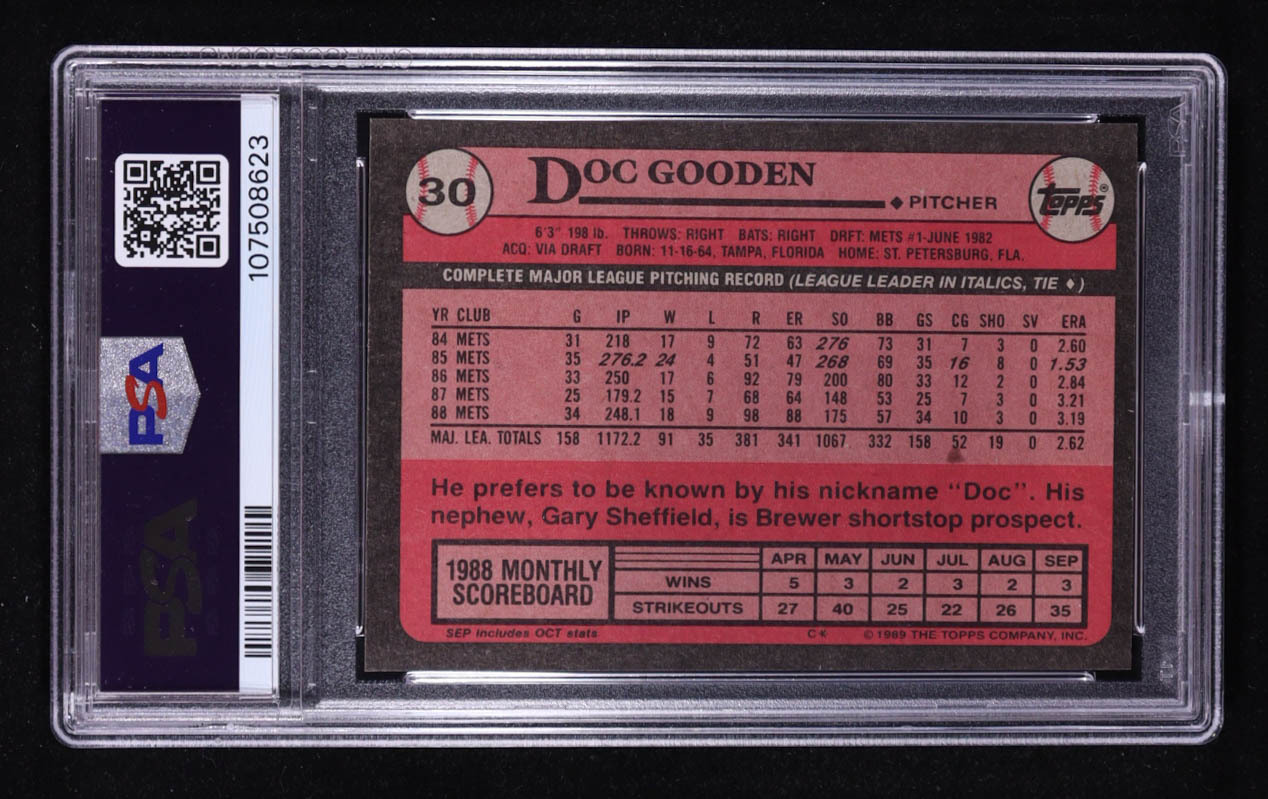 107508623
PSA
PSA
30
DOC GOODEN
◆ PITCHER
topps®
6'3" 198 lb. THROWS: RIGHT BATS: RIGHT DRFT: METS #1-JUNE 1982
ACQ: VIA DRAFT BORN: 11-16-64, TAMPA, FLORIDA HOME: ST. PETERSBURG, FLA.
COMPLETE MAJOR LEAGUE PITCHING RECORD (LEAGUE LEADER IN ITALICS, TIE ♦)
YR CLUB G IP W L R ER SO BB GS CG SHO SV ERA
84 METS 31 218 17 9 72 63 276 73 31 7 3 0 2.60
85 METS 35 276.2 24 4 51 47 268 69 35 16 8 0 1.53
86 METS 33 250 17 6 92 79 200 80 33 12 2 0 2.84
87 METS 25 179.2 15 7 68 64 148 53 25 7 3 0 3.21
88 METS 34 248.1 18 9 98 88 175 57 34 10 3 0 3.19
MAJ. LEA. TOTALS 158 1172.2 91 35 381 341 1067 332 158 52 19 0 2.62
He prefers to be known by his nickname "Doc". His
nephew, Gary Sheffield, is Brewer shortstop prospect.
1988 MONTHLY
SCOREBOARD
APR MAY JUN JUL AUG SEP
WINS 5 3 2 3 2 3
STRIKEOUTS 27 40 25 22 26 35
SEP includes OCT stats
C* © 1989 THE TOPPS COMPANY, INC.